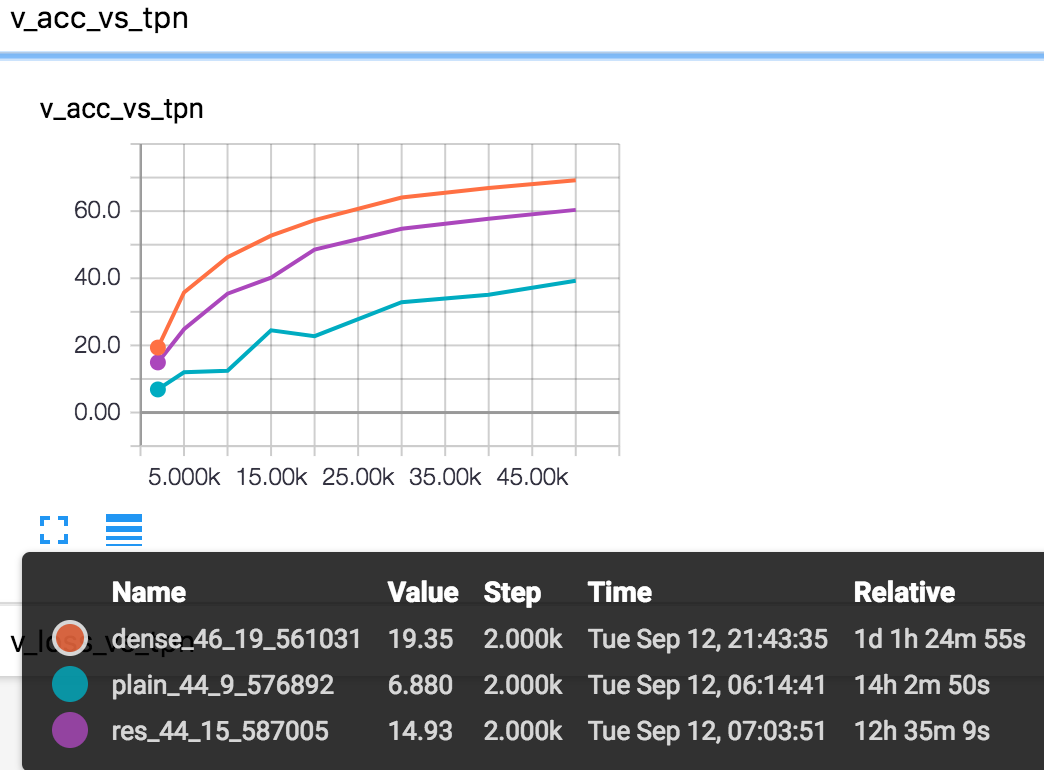 v_acc_vs_tpn
v_acc_vs_tpn
60.0
40.0
20.0
0.00
5.000k 15.00k 25.00k 35.00k 45.00k
Name Value Step Time Relative
v_loss_vs_tpn
dense_46_19_561031 19.35 2.000k Tue Sep 12, 21:43:35 1d 1h 24m 55s
plain_44_9_576892 6.880 2.000k Tue Sep 12, 06:14:41 14h 2m 50s
res_44_15_587005 14.93 2.000k Tue Sep 12, 07:03:51 12h 35m 9s